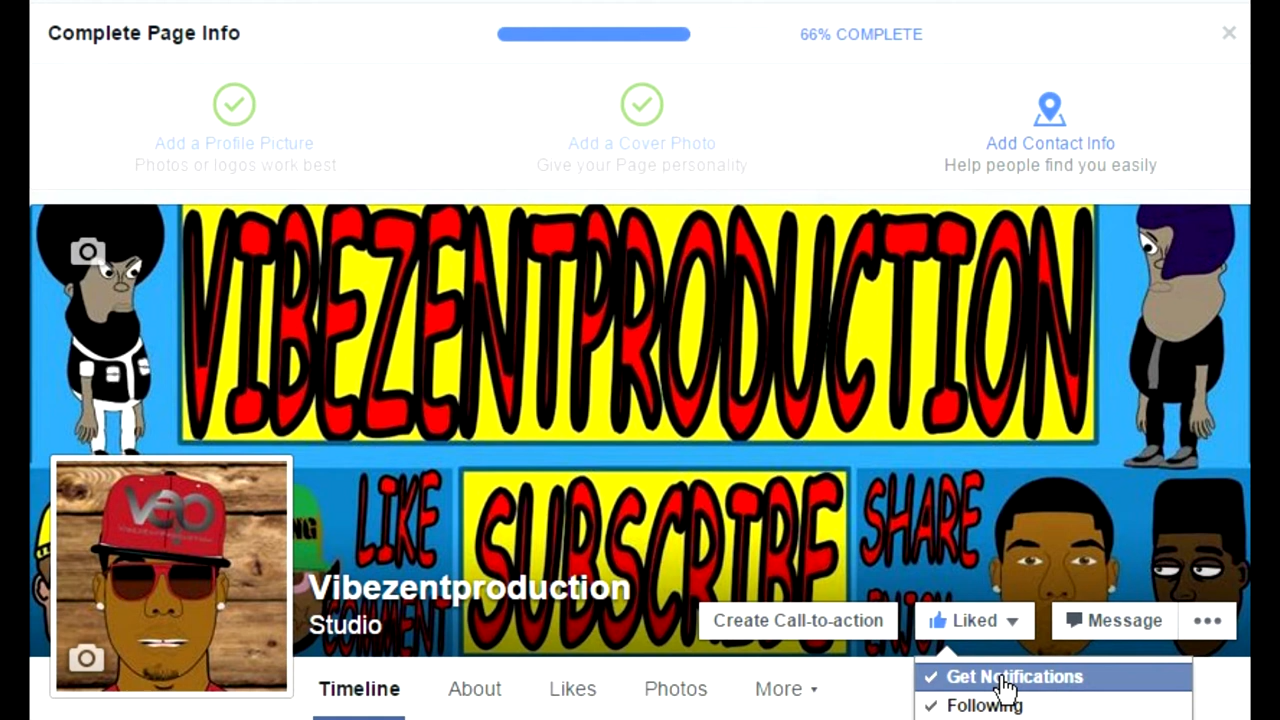 Complete Page Info
66% COMPLETE
Add a Profile Picture
Photos or logos work best
Add a Cover Photo
Give your Page personality
Add Contact Info
Help people find you easily
VIBEZENTPRODUCTION
LIKE
SUBSCRIBE
SHARE
COMMENT
ENJOY
Vibezentproduction
Studio
Create Call-to-action
Liked
Message
Timeline
About
Likes
Photos
More
Get Notifications
Following